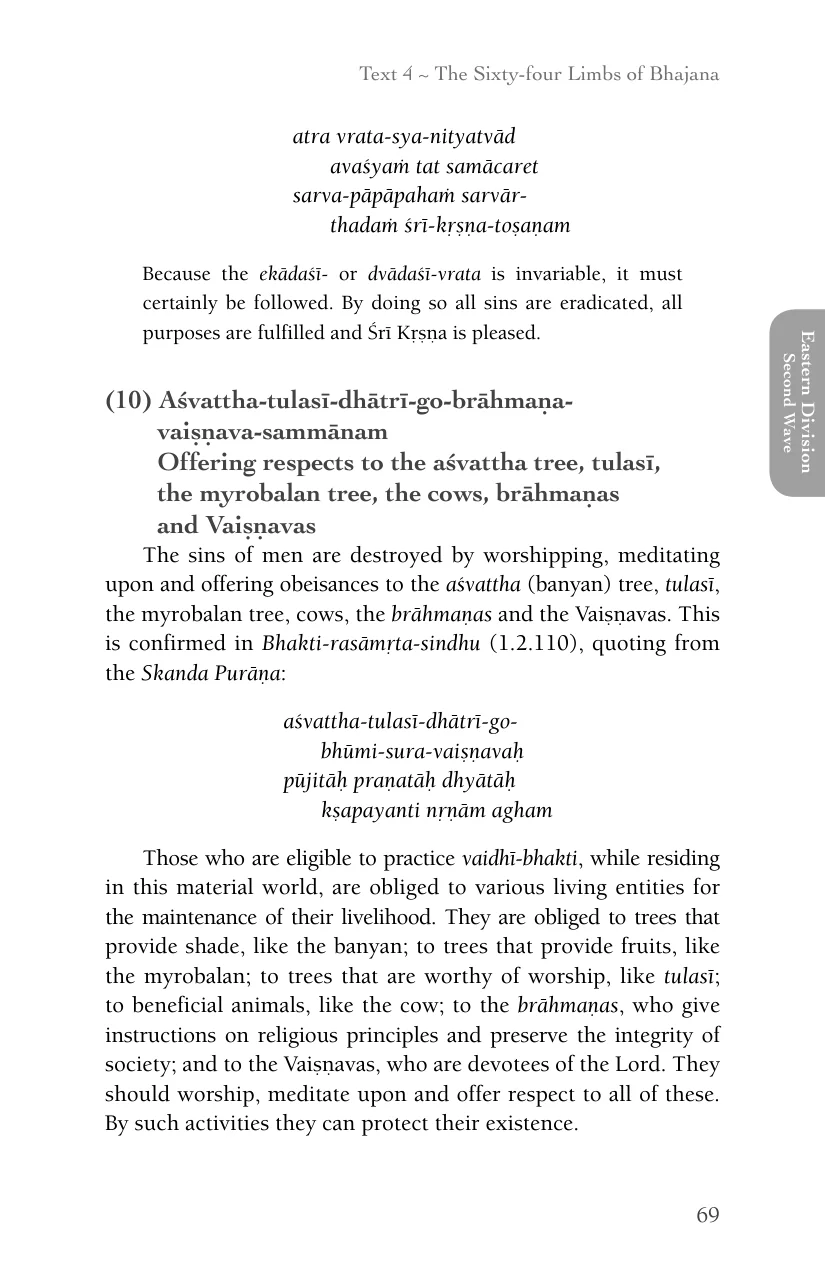 Text 4 ~ The Sixty-four Limbs of Bhajana
atra vrata-sya-nityatvād
avaśyaṁ tat samācaret
sarva-pāpāpahaṁ sarvār-
thadaṁ śrī-kṛṣṇa-toṣaṇam
Because the ekādaśī- or dvādaśī-vrata is invariable, it must
certainly be followed. By doing so all sins are eradicated, all
purposes are fulfilled and Śrī Kṛṣṇa is pleased.
Eastern Division
Second Wave
(10) Aśvattha-tulasī-dhātrī-go-brāhmaṇa-
vaiṣṇava-sammānam
Offering respects to the aśvattha tree, tulasī,
the myrobalan tree, the cows, brāhmaṇas
and Vaiṣṇavas
The sins of men are destroyed by worshipping, meditating
upon and offering obeisances to the aśvattha (banyan) tree, tulasī,
the myrobalan tree, cows, the brāhmaṇas and the Vaiṣṇavas. This
is confirmed in Bhakti-rasāmṛta-sindhu (1.2.110), quoting from
the Skanda Purāṇa:
aśvattha-tulasī-dhātrī-go-
bhūmi-sura-vaiṣṇavaḥ
pūjitāḥ praṇatāḥ dhyātāḥ
kṣapayanti nṛṇām agham
Those who are eligible to practice vaidhī-bhakti, while residing
in this material world, are obliged to various living entities for
the maintenance of their livelihood. They are obliged to trees that
provide shade, like the banyan; to trees that provide fruits, like
the myrobalan; to trees that are worthy of worship, like tulasī;
to beneficial animals, like the cow; to the brāhmaṇas, who give
instructions on religious principles and preserve the integrity of
society; and to the Vaiṣṇavas, who are devotees of the Lord. They
should worship, meditate upon and offer respect to all of these.
By such activities they can protect their existence.
69